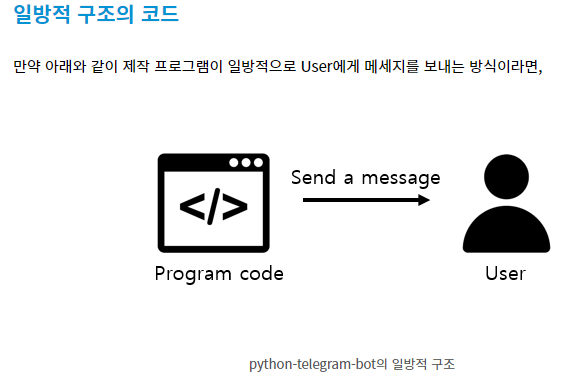 일방적 구조의 코드
만약 아래와 같이 제작 프로그램이 일방적으로 User에게 메세지를 보내는 방식이라면,
</>
Send a message
Program code
User
python-telegram-bot의 일방적 구조